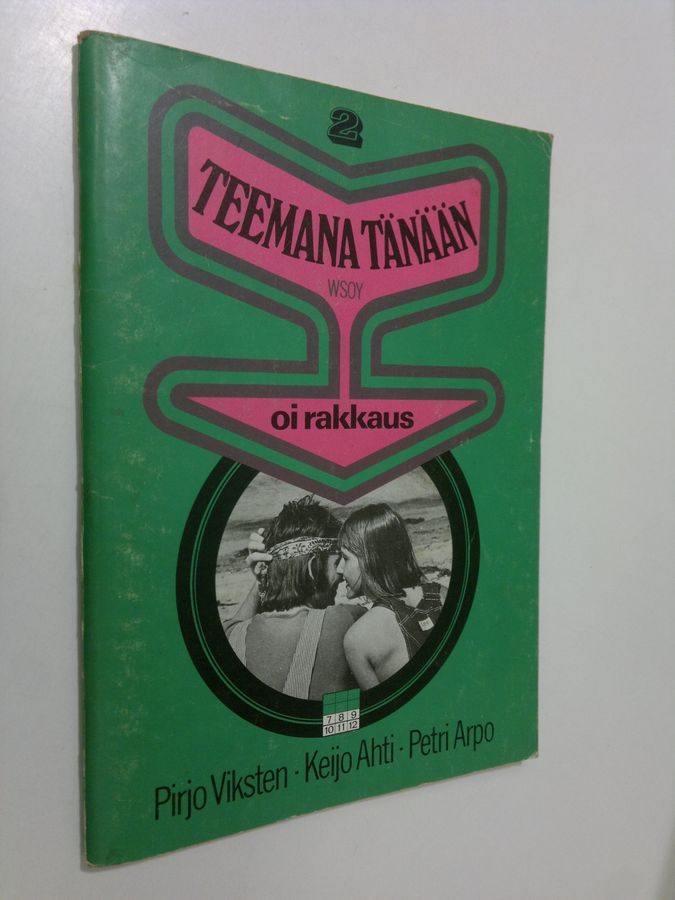 2
TEEMANA TÄNÄÄN
WSOY
oi rakkaus
7 8 9
10 11 12
Pirjo Viksten · Keijo Ahti · Petri Arpo